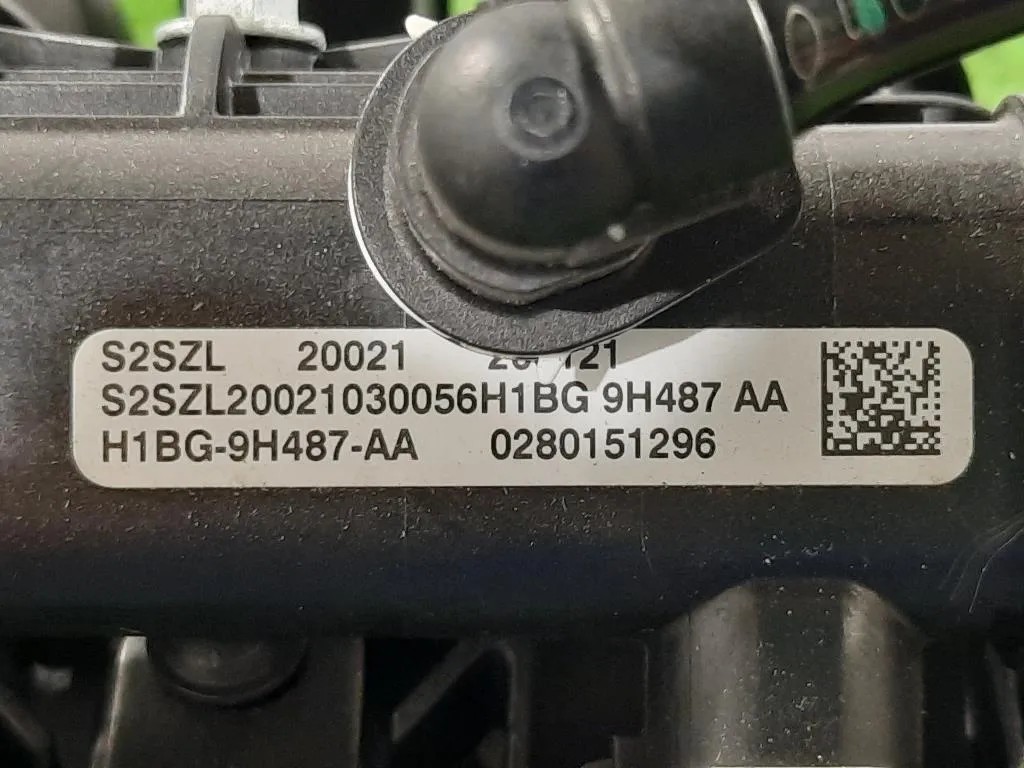 S2SZL 20021
S2SZL20021030056H1BG 9H487 AA
H1BG-9H487-AA 0280151296